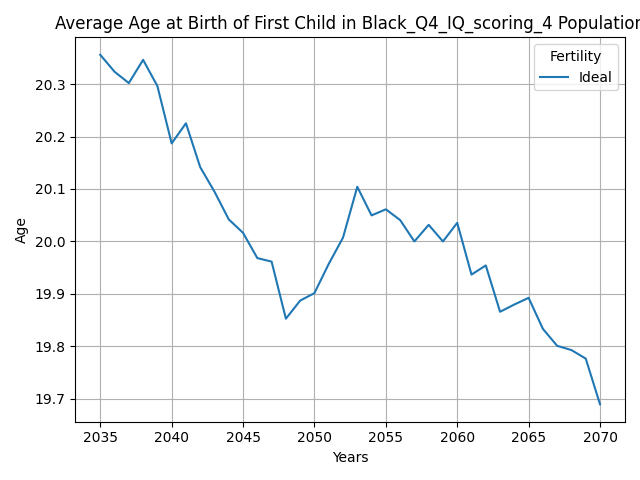 Average Age at Birth of First Child in Black_Q4_IQ_scoring_4 Population
Fertility
Ideal
Age
20.3
20.2
20.1
20.0
19.9
19.8
19.7
2035 2040 2045 2050 2055 2060 2065 2070
Years